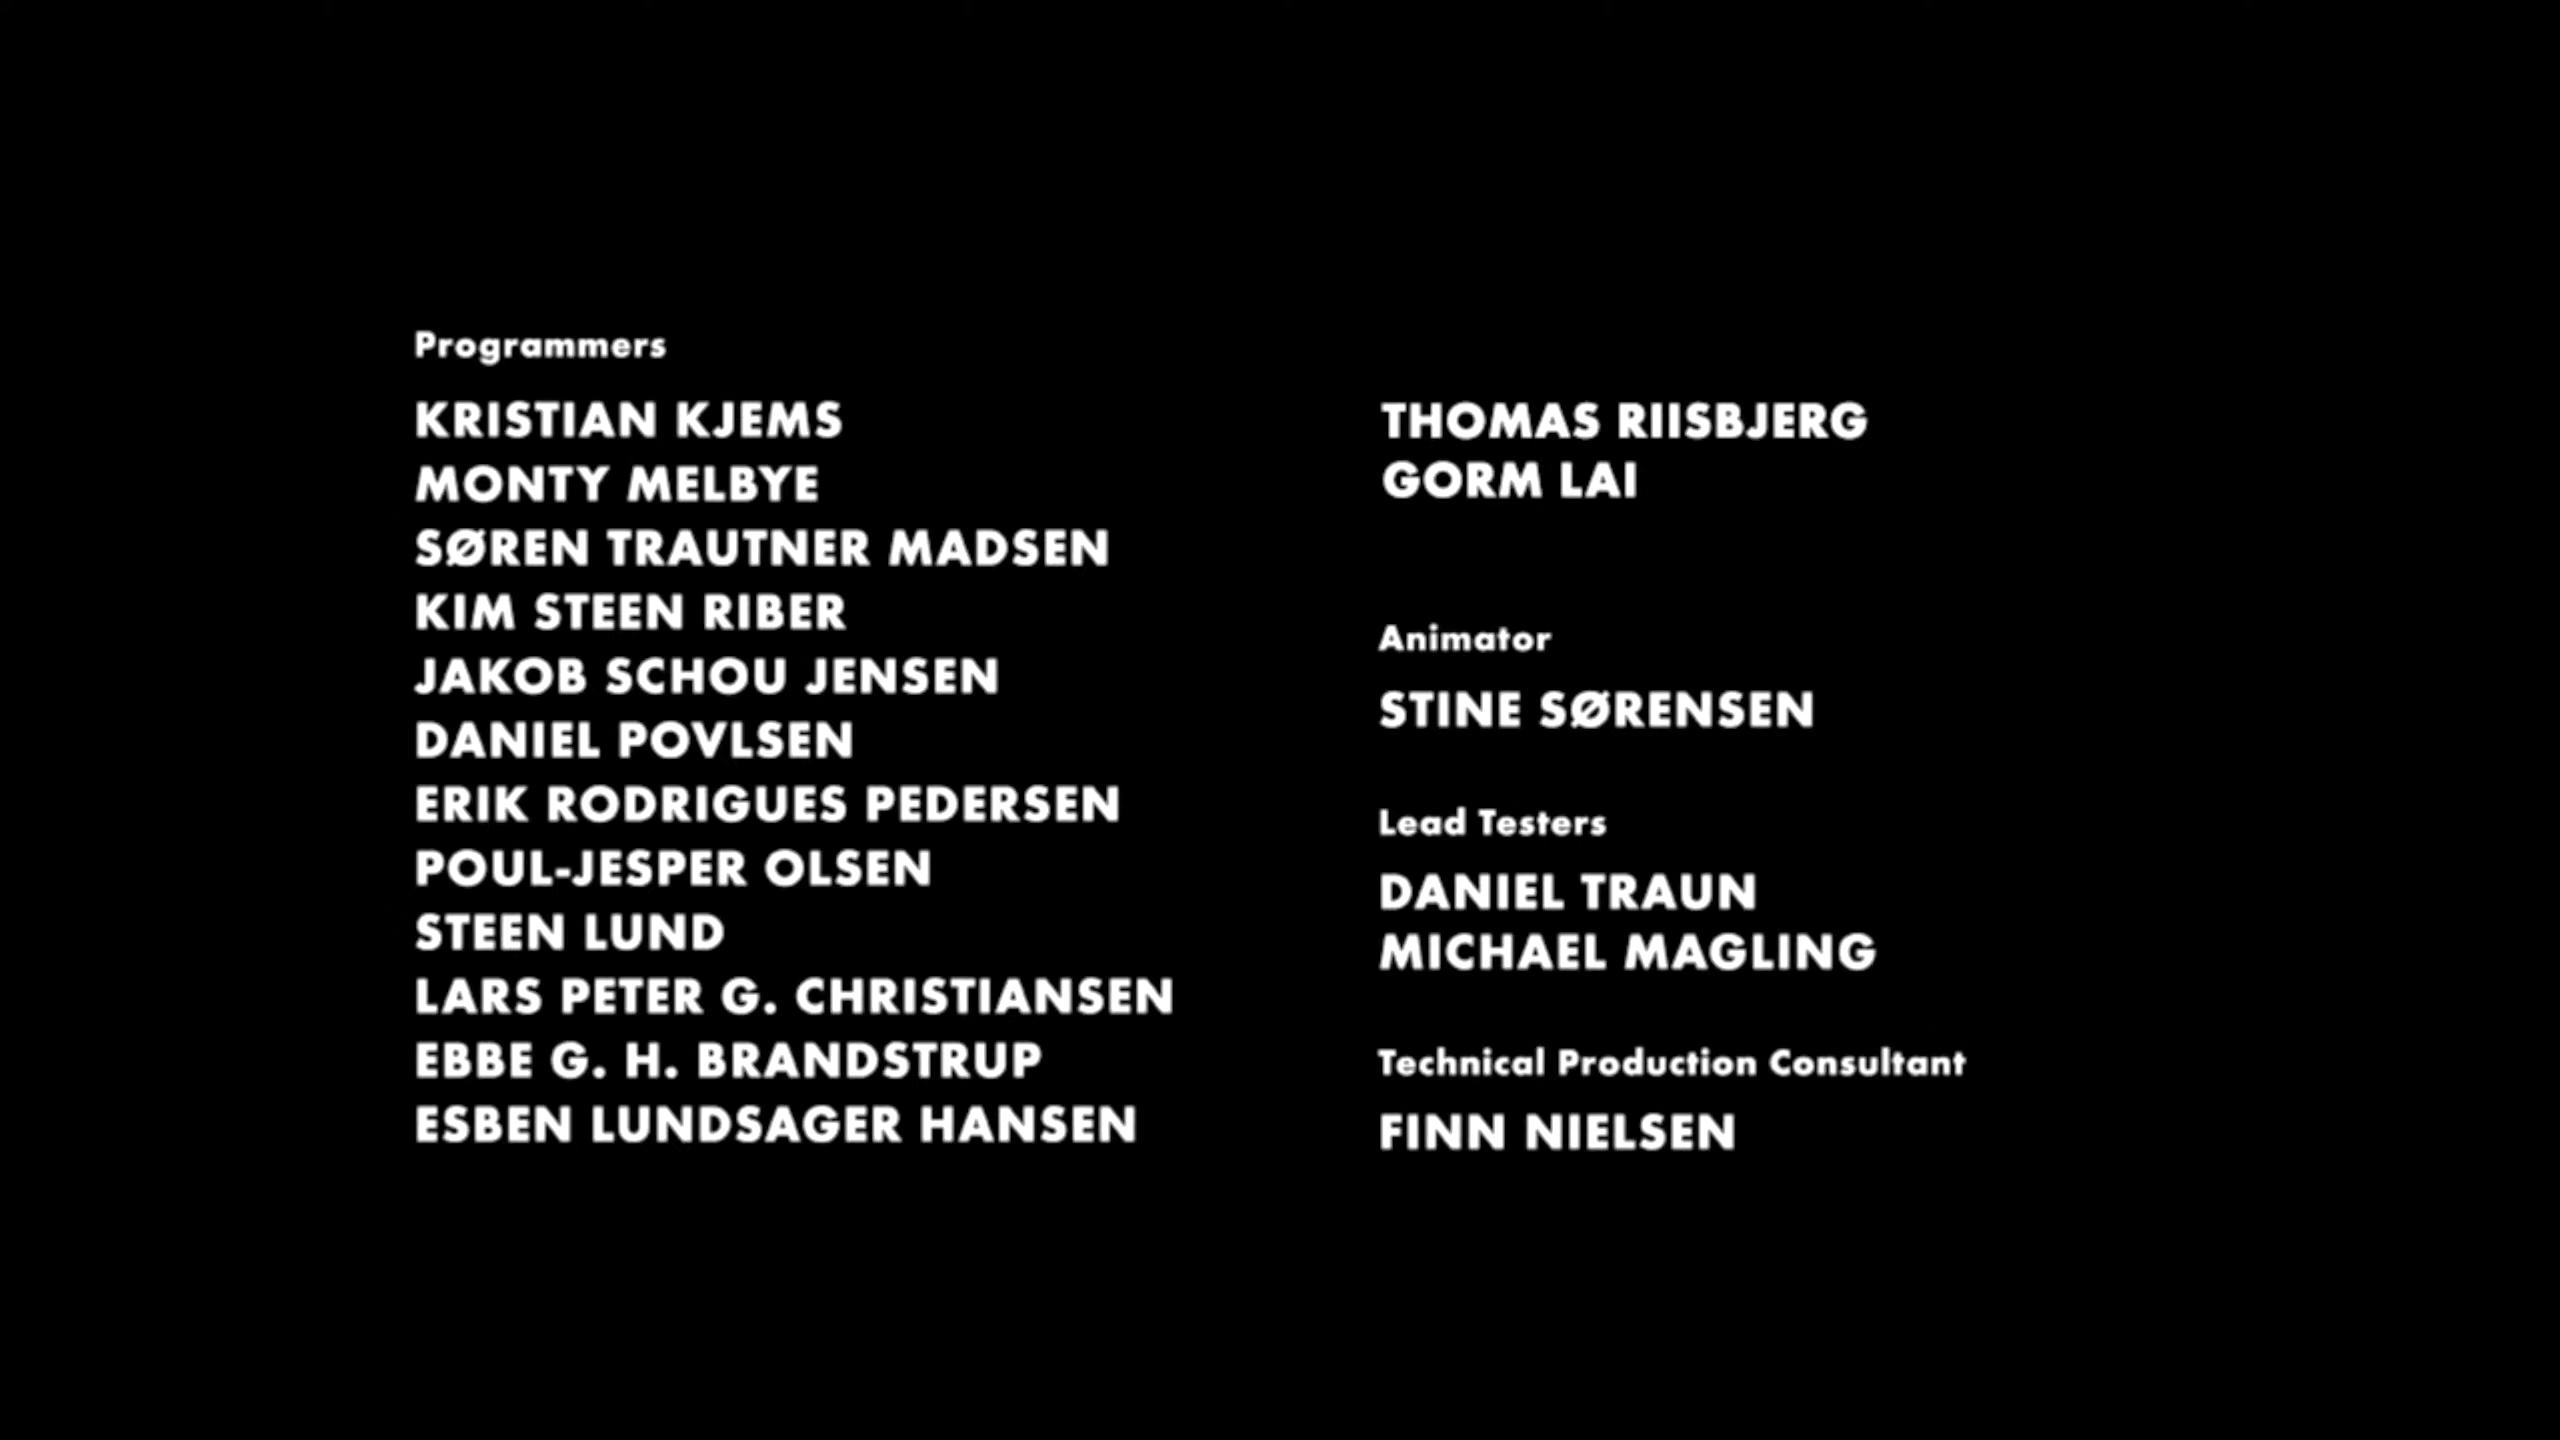 Programmers
KRISTIAN KJEMS
MONTY MELBYE
SØREN TRAUTNER MADSEN
KIM STEEN RIBER
JAKOB SCHOU JENSEN
DANIEL POVLSEN
ERIK RODRIGUES PEDERSEN
POUL-JESPER OLSEN
STEEN LUND
LARS PETER G. CHRISTIANSEN
EBBE G. H. BRANDSTRUP
ESBEN LUNDSAGER HANSEN
THOMAS RIISBJERG
GORM LAI
Animator
STINE SØRENSEN
Lead Testers
DANIEL TRAUN
MICHAEL MAGLING
Technical Production Consultant
FINN NIELSEN